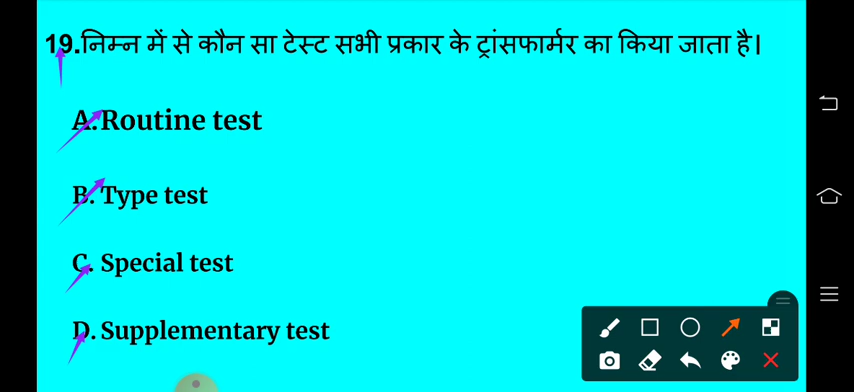 19.निम्न में से कौन सा टेस्ट सभी प्रकार के ट्रांसफार्मर का किया जाता है।
A.Routine test
B. Type test
C. Special test
D. Supplementary test